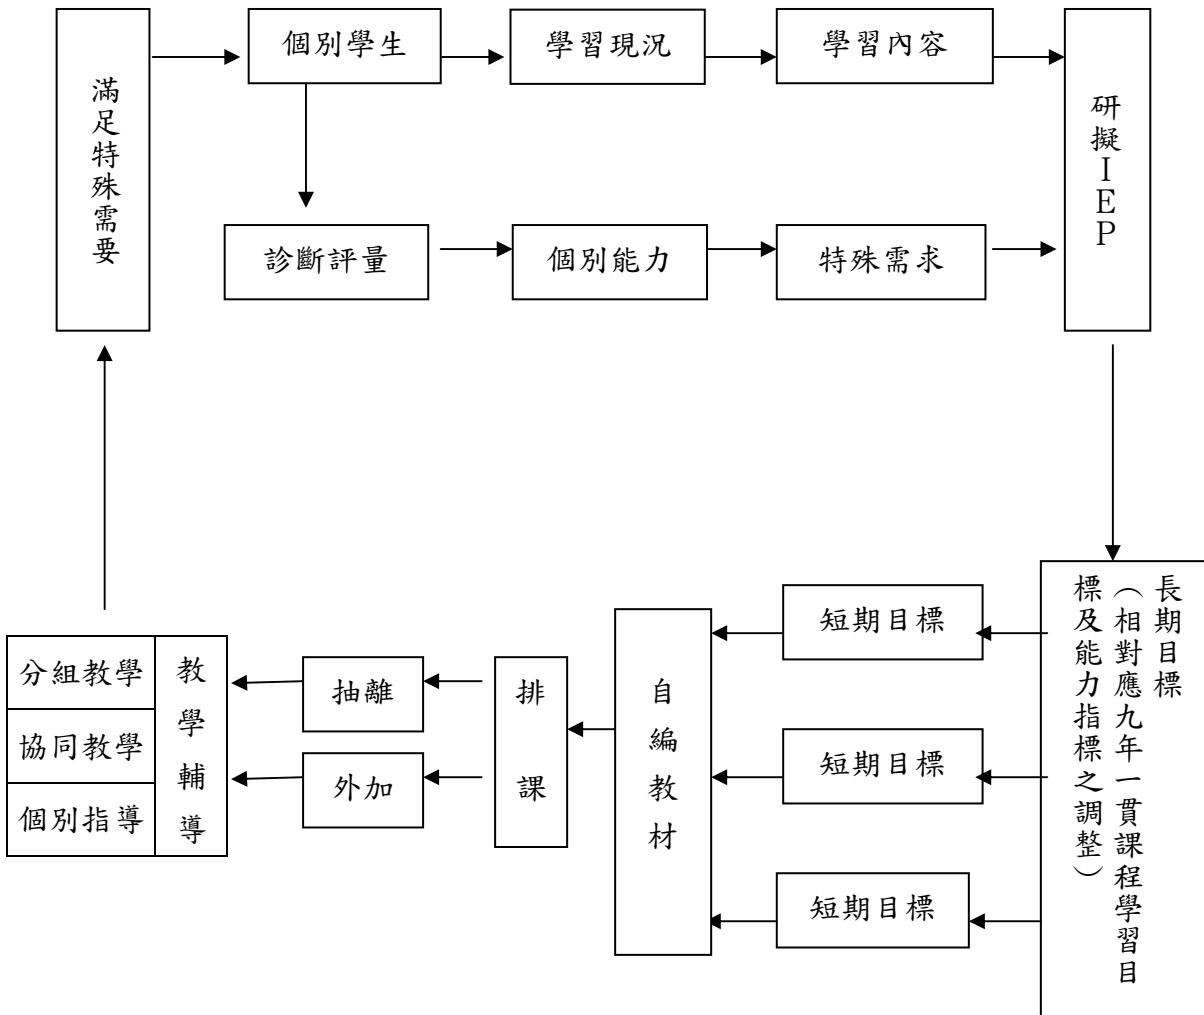 滿足特殊需要
個別學生
學習現況
學習內容
研擬ＩＥＰ
診斷評量
個別能力
特殊需求
長期目標
（相對應九年一貫課程學習目
標及能力指標之調整）
短期目標
短期目標
短期目標
自編教材
排課
抽離
外加
教學輔導
分組教學
協同教學
個別指導